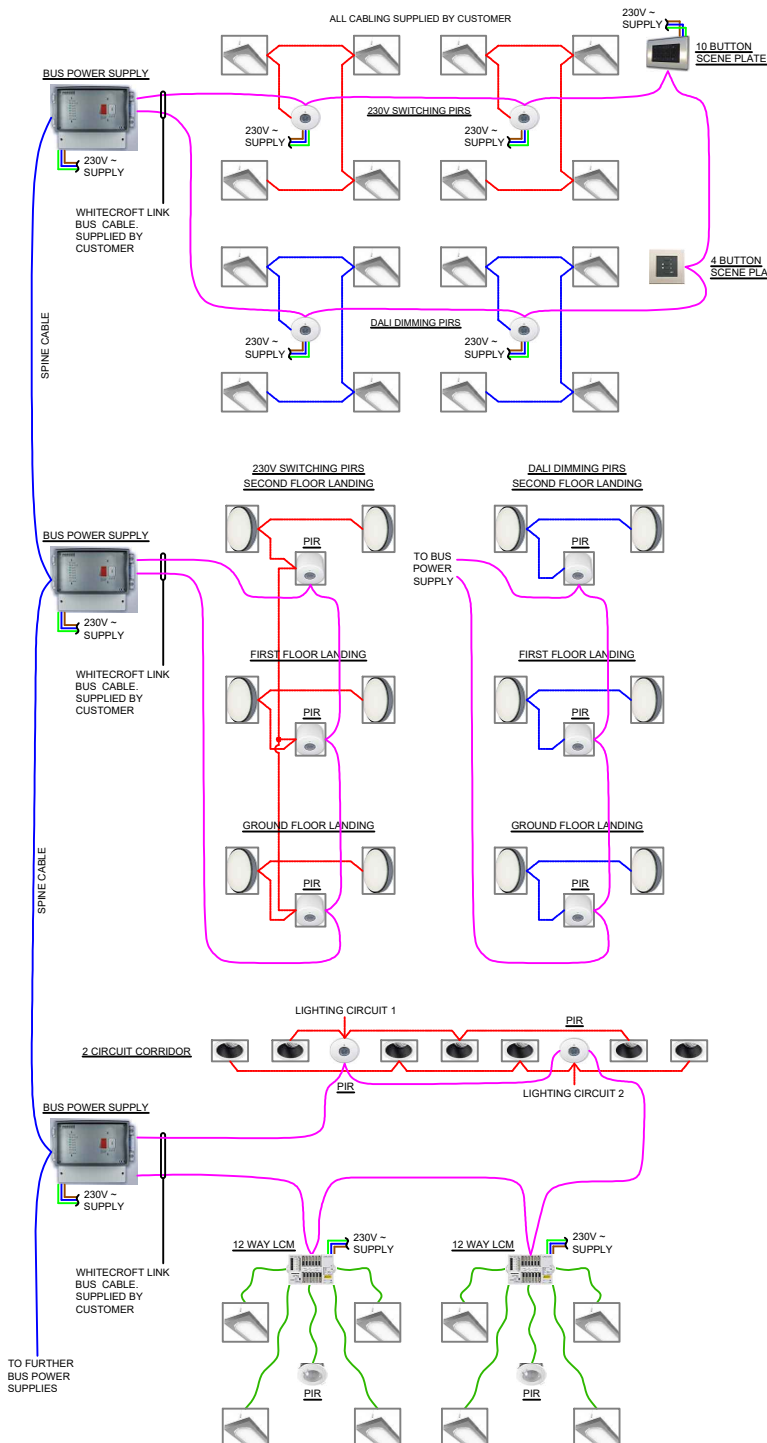 ALL CABLING SUPPLIED BY CUSTOMER
230V ~
SUPPLY
10 BUTTON
SCENE PLATE
BUS POWER SUPPLY
230V SWITCHING PIRS
230V ~
SUPPLY
230V ~
SUPPLY
230V ~
SUPPLY
WHITECROFT LINK
BUS CABLE.
SUPPLIED BY
CUSTOMER
4 BUTTON
SCENE PLA
DALI DIMMING PIRS
230V ~
SUPPLY
230V ~
SUPPLY
SPINE CABLE
230V SWITCHING PIRS
SECOND FLOOR LANDING
DALI DIMMING PIRS
SECOND FLOOR LANDING
BUS POWER SUPPLY
PIR
PIR
TO BUS
POWER
SUPPLY
230V ~
SUPPLY
FIRST FLOOR LANDING
FIRST FLOOR LANDING
WHITECROFT LINK
BUS CABLE.
SUPPLIED BY
CUSTOMER
PIR
PIR
GROUND FLOOR LANDING
GROUND FLOOR LANDING
SPINE CABLE
PIR
PIR
LIGHTING CIRCUIT 1
PIR
2 CIRCUIT CORRIDOR
PIR
LIGHTING CIRCUIT 2
BUS POWER SUPPLY
230V ~
SUPPLY
12 WAY LCM
230V ~
SUPPLY
12 WAY LCM
230V ~
SUPPLY
WHITECROFT LINK
BUS CABLE.
SUPPLIED BY
CUSTOMER
TO FURTHER
BUS POWER
SUPPLIES
PIR
PIR